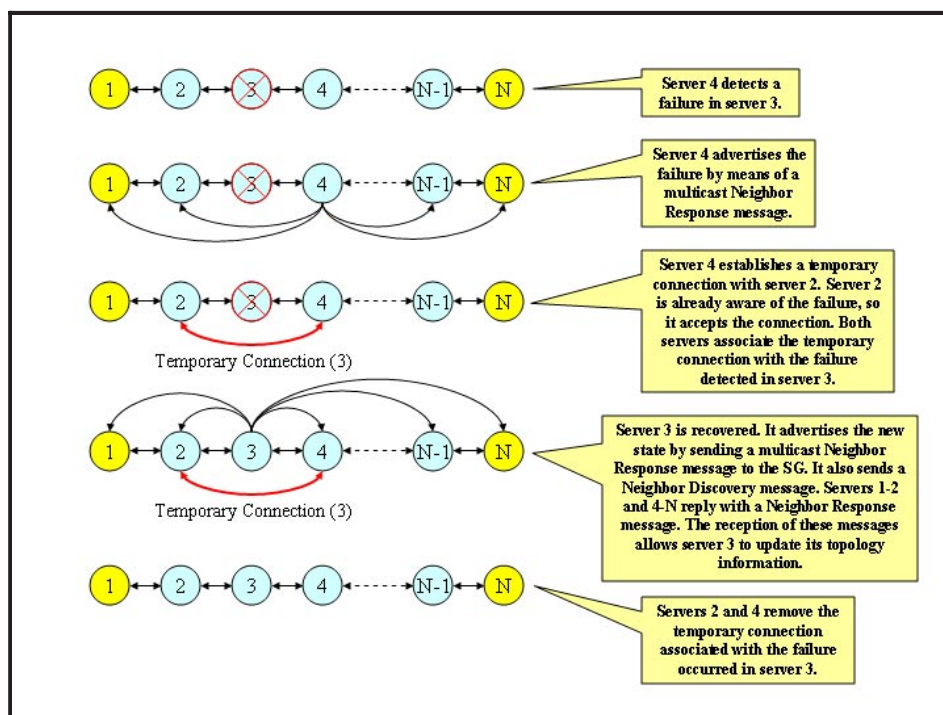 1 2 3 4 N-1 N
Server 4 detects a
failure in server 3.
1 2 3 4 N-1 N
Server 4 advertises the
failure by means of a
multicast Neighbor
Response message.
1 2 3 4 N-1 N
Temporary Connection (3)
Server 4 establishes a temporary
connection with server 2. Server 2
is already aware of the failure, so
it accepts the connection. Both
servers associate the temporary
connection with the failure
detected in server 3.
1 2 3 4 N-1 N
Temporary Connection (3)
Server 3 is recovered. It advertises the new
state by sending a multicast Neighbor
Response message to the SG. It also sends a
Neighbor Discovery message. Servers 1-2
and 4-N reply with a Neighbor Response
message. The reception of these messages
allows server 3 to update its topology
information.
1 2 3 4 N-1 N
Servers 2 and 4 remove the
temporary connection
associated with the failure
occurred in server 3.